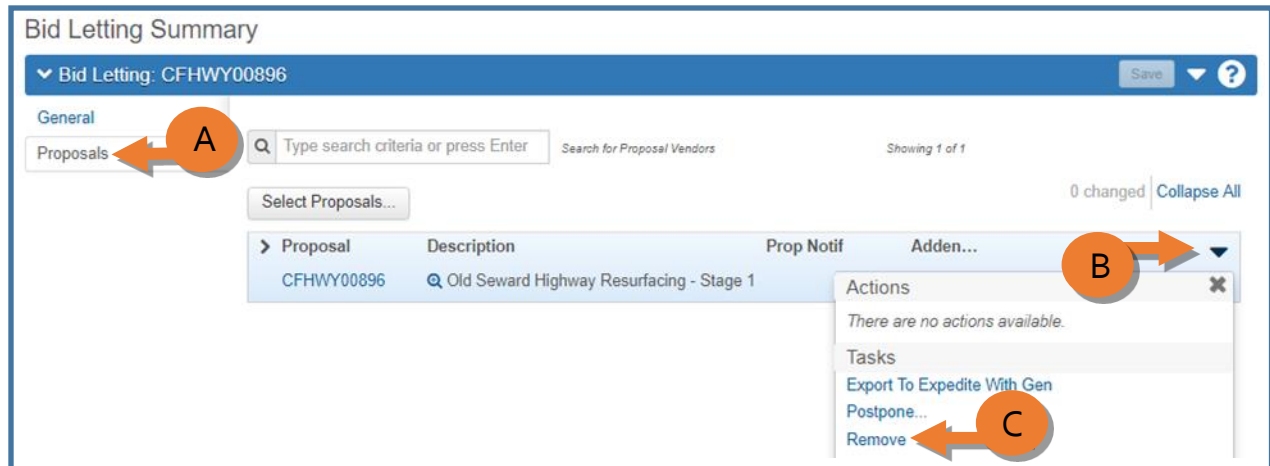 Bid Letting Summary
Bid Letting: CFHWY00896 Save ?
General
Proposals A Type search criteria or press Enter Search for Proposal Vendors Showing 1 of 1
Select Proposals... 0 changed Collapse All
Proposal Description Prop Notif Adden... B
CFHWY00896 Old Seward Highway Resurfacing - Stage 1
Actions
There are no actions available.
Tasks
Export To Expedite With Gen
Postpone...
Remove C